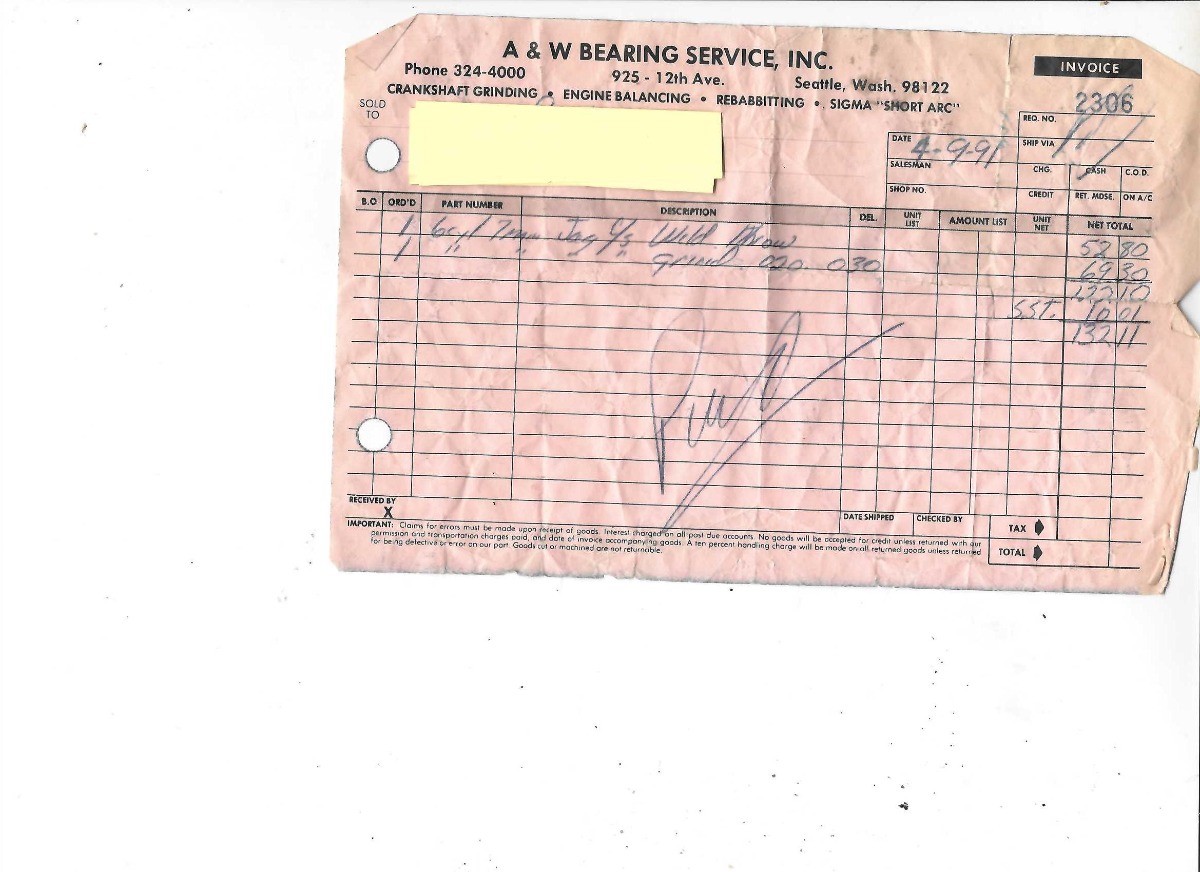 A & W BEARING SERVICE, INC.
Phone 324-4000 925 - 12th Ave. Seattle, Wash. 98122
CRANKSHAFT GRINDING • ENGINE BALANCING • REBABBITTING • SIGMA "SHORT ARC"
INVOICE
2306
SOLD TO
REQ. NO.
DATE 4-9-91 SHIP VIA
SALESMAN CHG. CASH C.O.D.
SHOP NO. CREDIT RET. MDSE. ON A/C
B.O ORD'D PART NUMBER DESCRIPTION DEL. UNIT LIST AMOUNT LIST UNIT NET NET TOTAL
1 6cyl 7main Jag c/s Weld throw 52 80
1 " " " " grind 020 030 69 30
122 10
SST. 10 01
132 11
RECEIVED BY X
DATE SHIPPED CHECKED BY TAX
TOTAL
IMPORTANT: Claims for errors must be made upon receipt of goods. Interest charged on all post due accounts. No goods will be accepted for credit unless returned with our
permission and transportation charges paid, and date of invoice accompanying goods. A ten percent handling charge will be made on all returned goods unless returned
for being defective or error on our part. Goods cut or machined are not returnable.